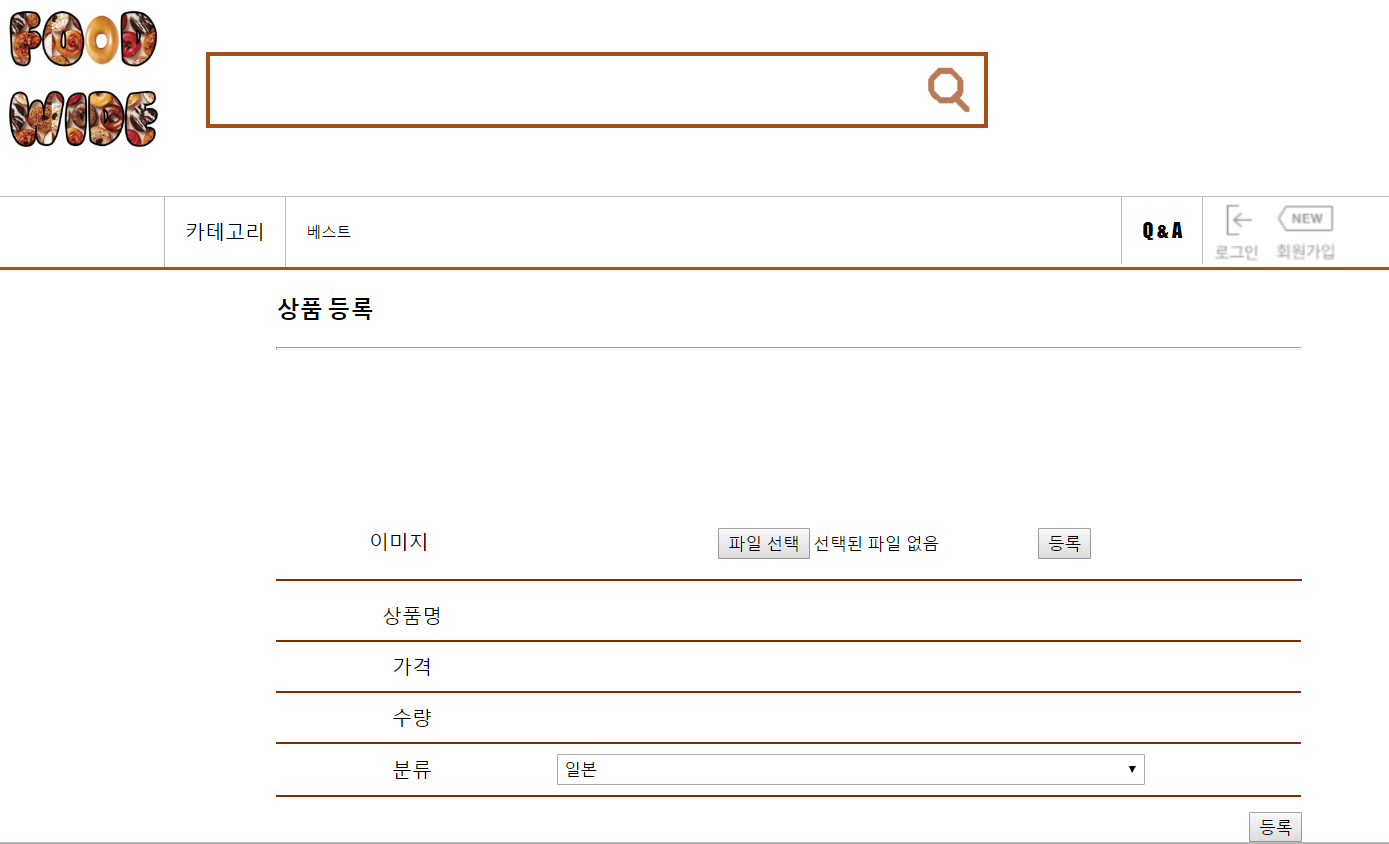 FOOD
WIDE
카테고리
베스트
Q & A
NEW
로그인
회원가입
상품 등록
이미지
파일 선택 선택된 파일 없음
등록
상품명
가격
수량
분류
일본
등록